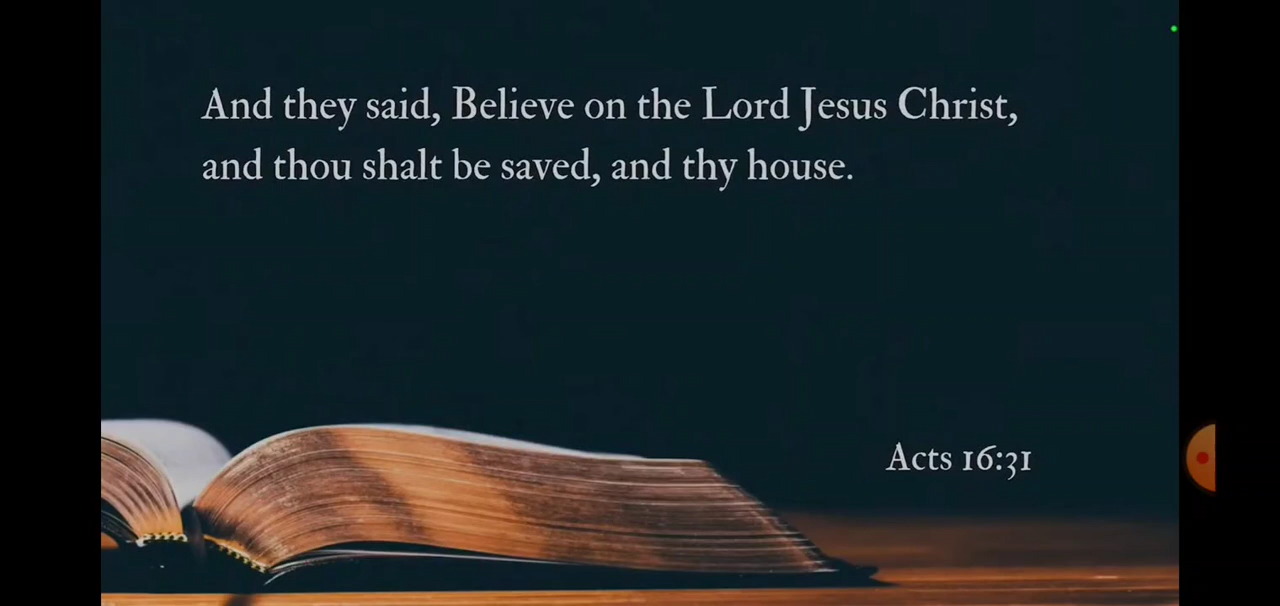 And they said, Believe on the Lord Jesus Christ,
and thou shalt be saved, and thy house.
Acts 16:31